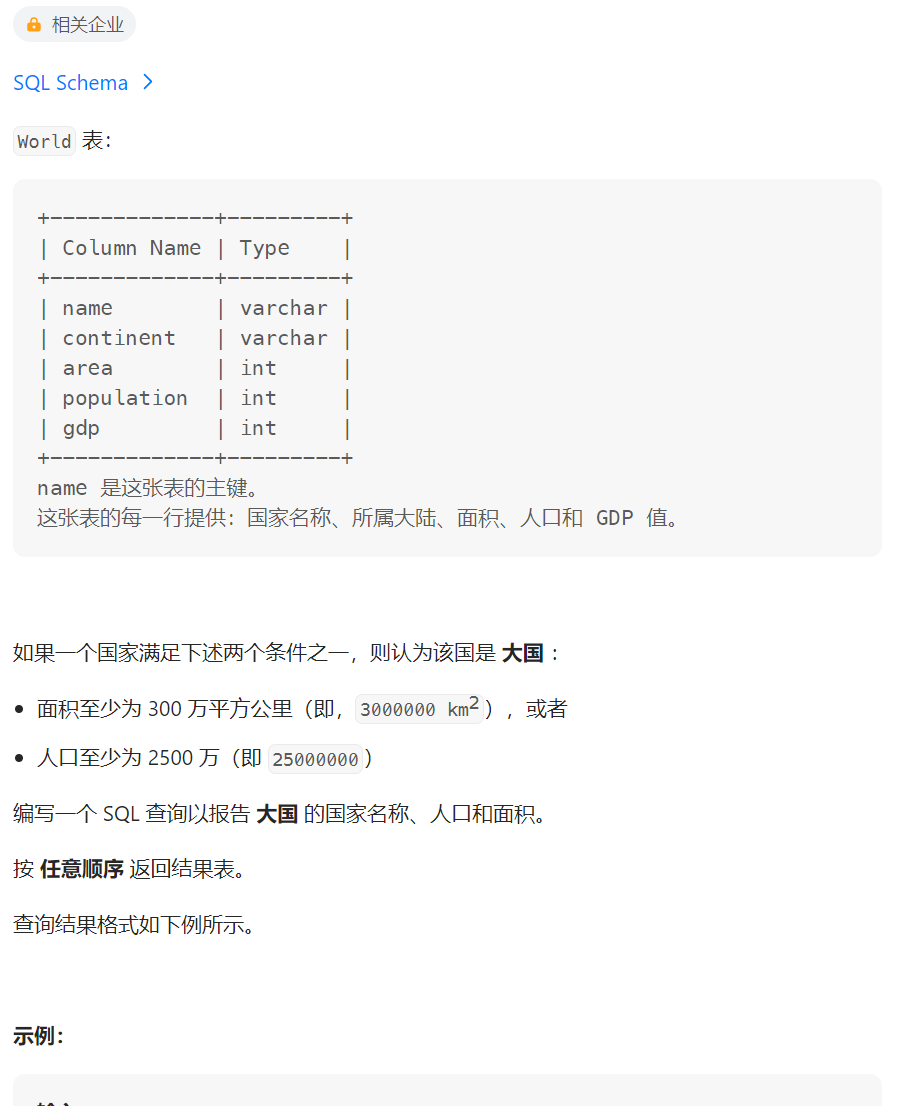 相关企业
SQL Schema
World 表：
+-------------+---------+
| Column Name | Type    |
+-------------+---------+
| name        | varchar |
| continent   | varchar |
| area        | int     |
| population  | int     |
| gdp         | int     |
+-------------+---------+
name 是这张表的主键。
这张表的每一行提供：国家名称、所属大陆、面积、人口和 GDP 值。
如果一个国家满足下述两个条件之一，则认为该国是 大国 ：
• 面积至少为 300 万平方公里（即，3000000 km²），或者
• 人口至少为 2500 万（即 25000000）
编写一个 SQL 查询以报告 大国 的国家名称、人口和面积。
按 任意顺序 返回结果表。
查询结果格式如下例所示。
示例：